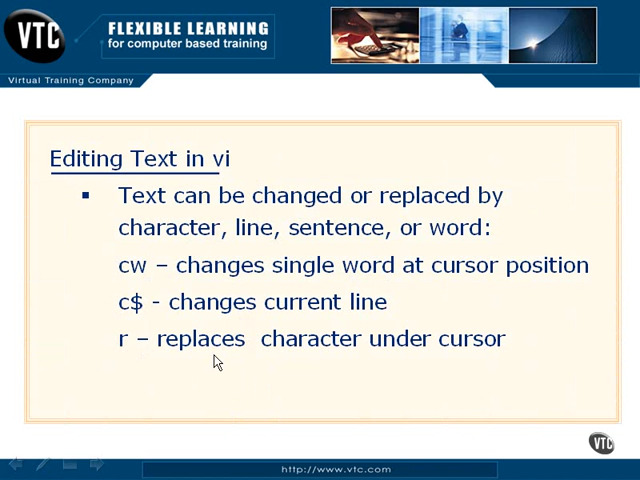 VTC
FLEXIBLE LEARNING
for computer based training
Virtual Training Company
Editing Text in vi
▪ Text can be changed or replaced by
character, line, sentence, or word:
cw – changes single word at cursor position
c$ - changes current line
r – replaces  character under cursor
VTC
http://www.vtc.com